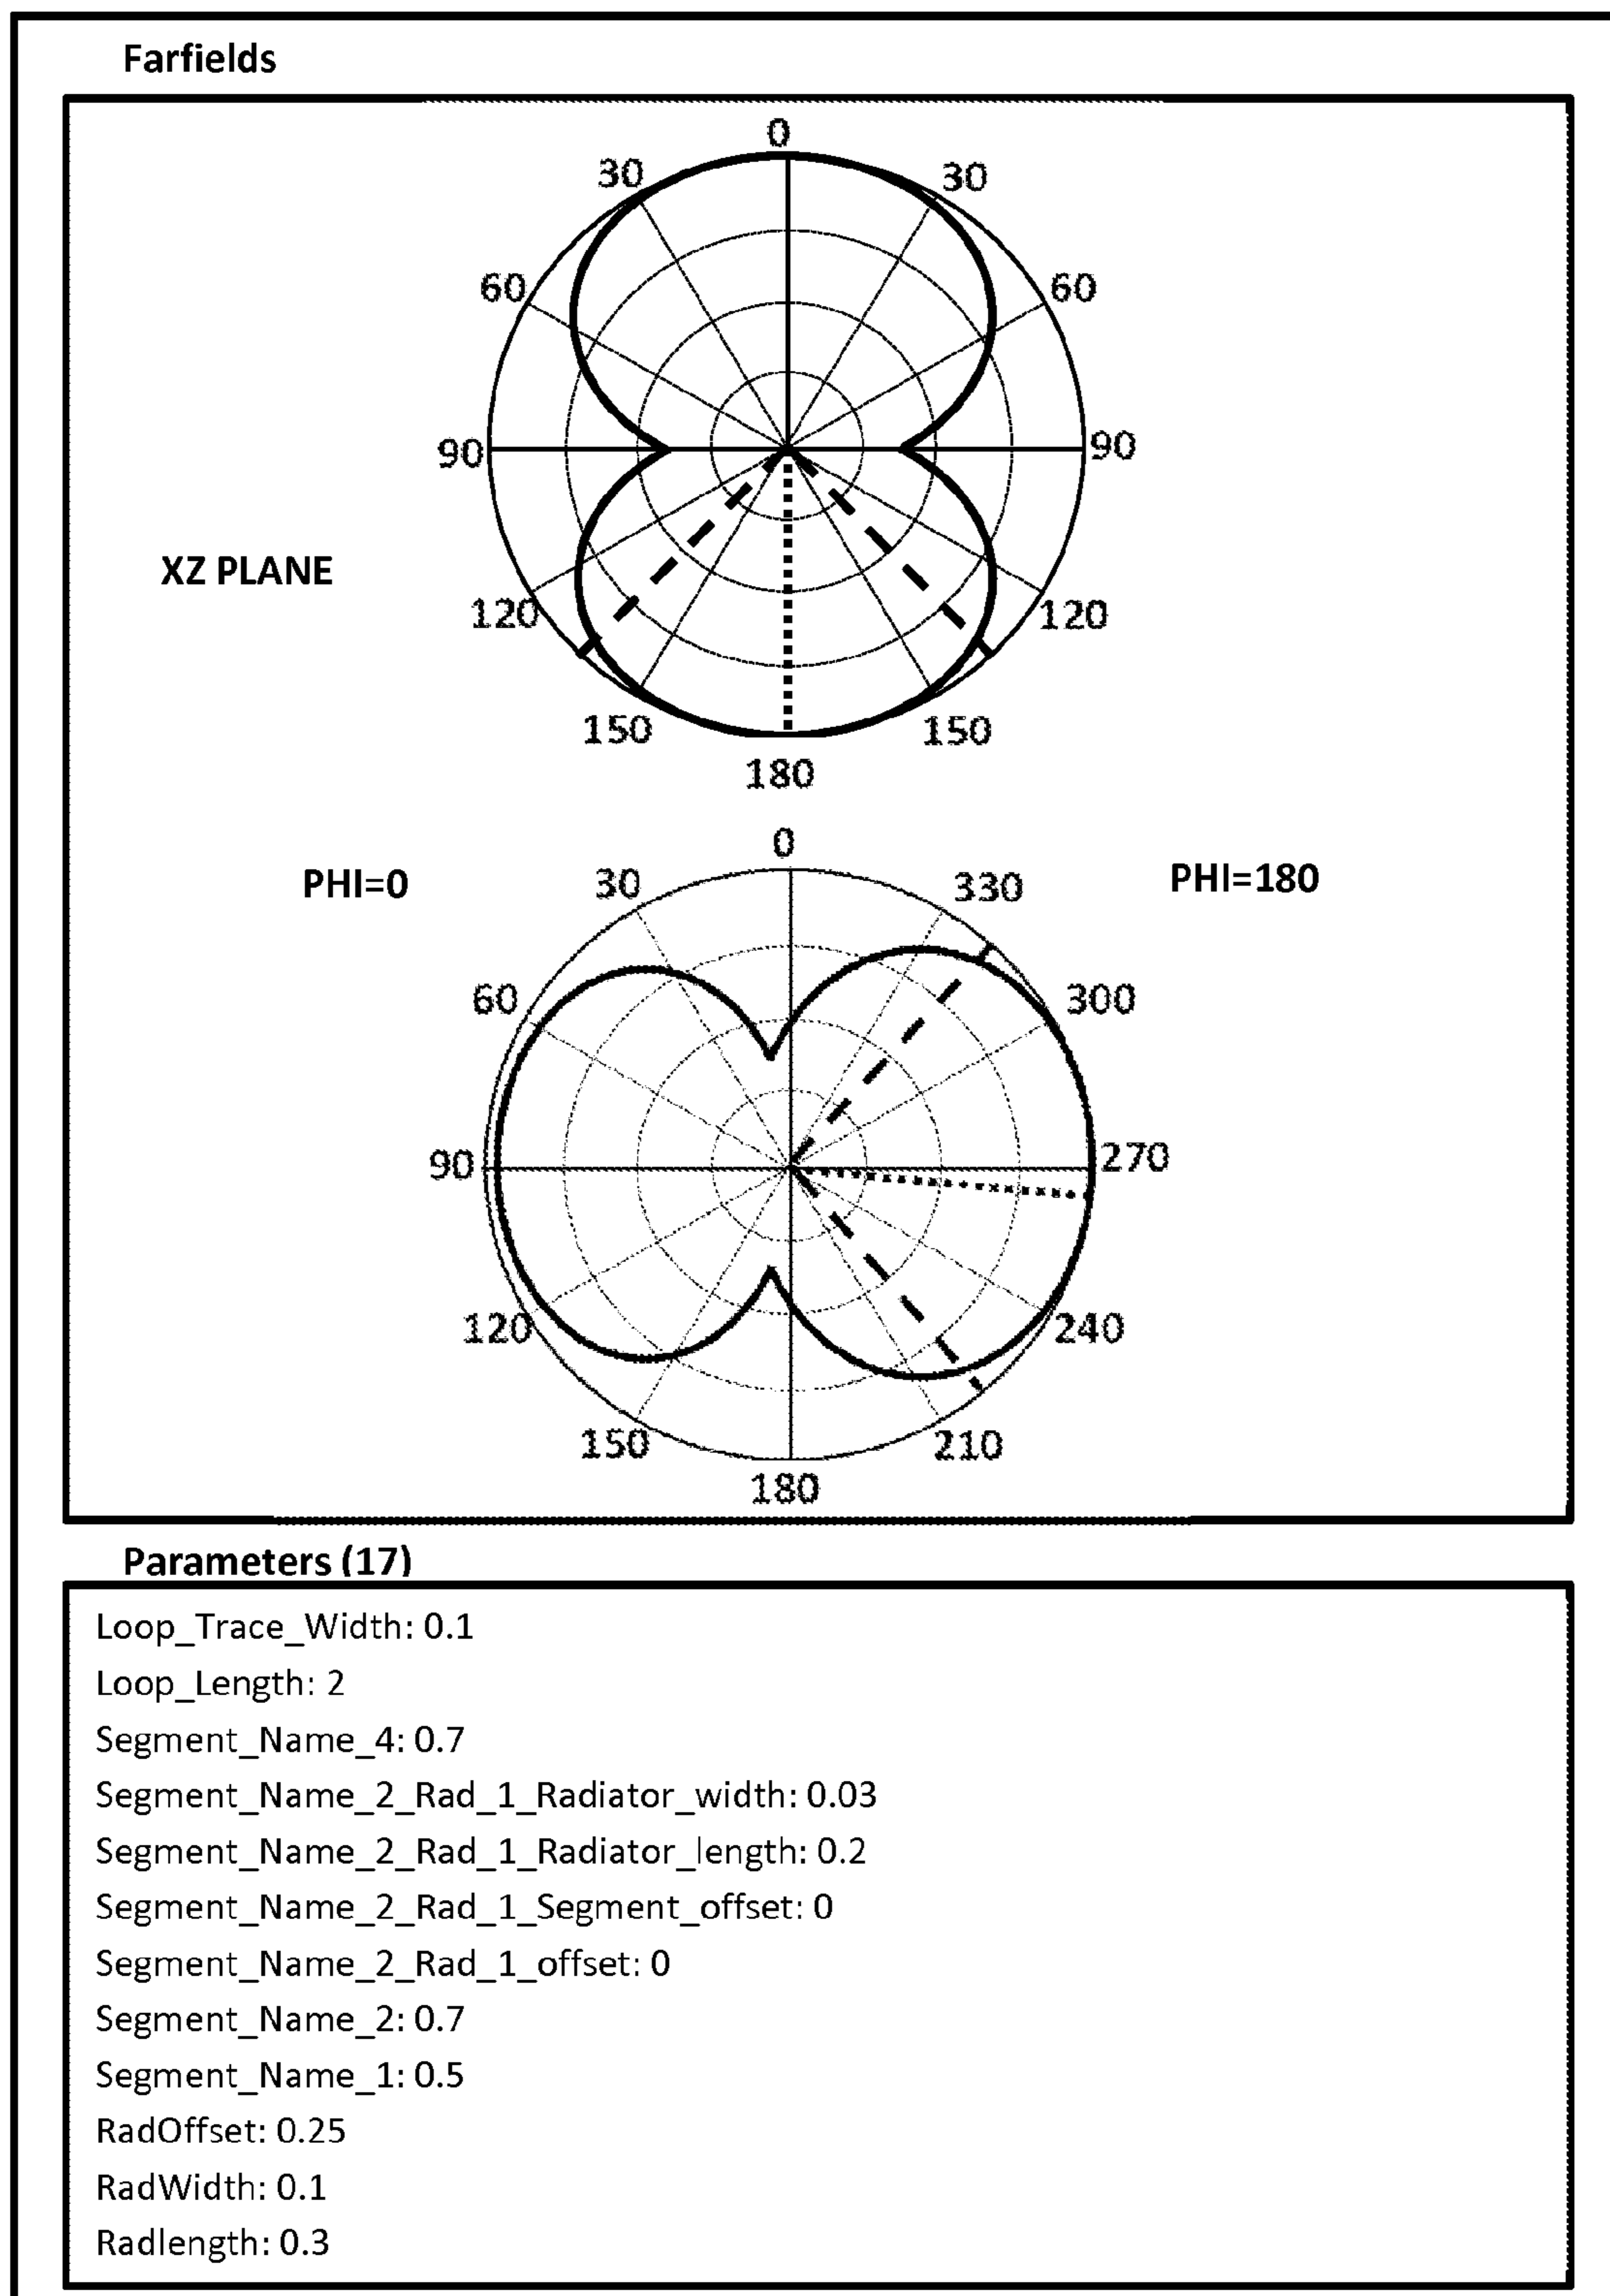 Farfields
0
30
30
60
60
90
90
XZ PLANE
120
120
150
150
180
0
PHI=0
30
330
PHI=180
60
300
90
270
120
240
150
210
180
Parameters (17)
Loop_Trace_Width: 0.1
Loop_Length: 2
Segment_Name_4: 0.7
Segment_Name_2_Rad_1_Radiator_width: 0.03
Segment_Name_2_Rad_1_Radiator_length: 0.2
Segment_Name_2_Rad_1_Segment_offset: 0
Segment_Name_2_Rad_1_offset: 0
Segment_Name_2: 0.7
Segment_Name_1: 0.5
RadOffset: 0.25
RadWidth: 0.1
Radlength: 0.3